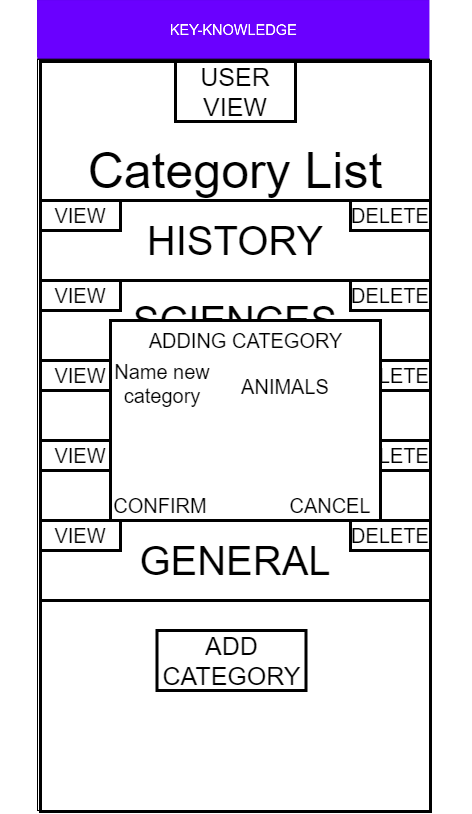 KEY-KNOWLEDGE
USER
VIEW
Category List
VIEW
DELETE
HISTORY
VIEW
DELETE
SCIENCES
ADDING CATEGORY
VIEW
Name new
category
ANIMALS
LETE
VIEW
LETE
CONFIRM
CANCEL
VIEW
DELETE
GENERAL
ADD
CATEGORY